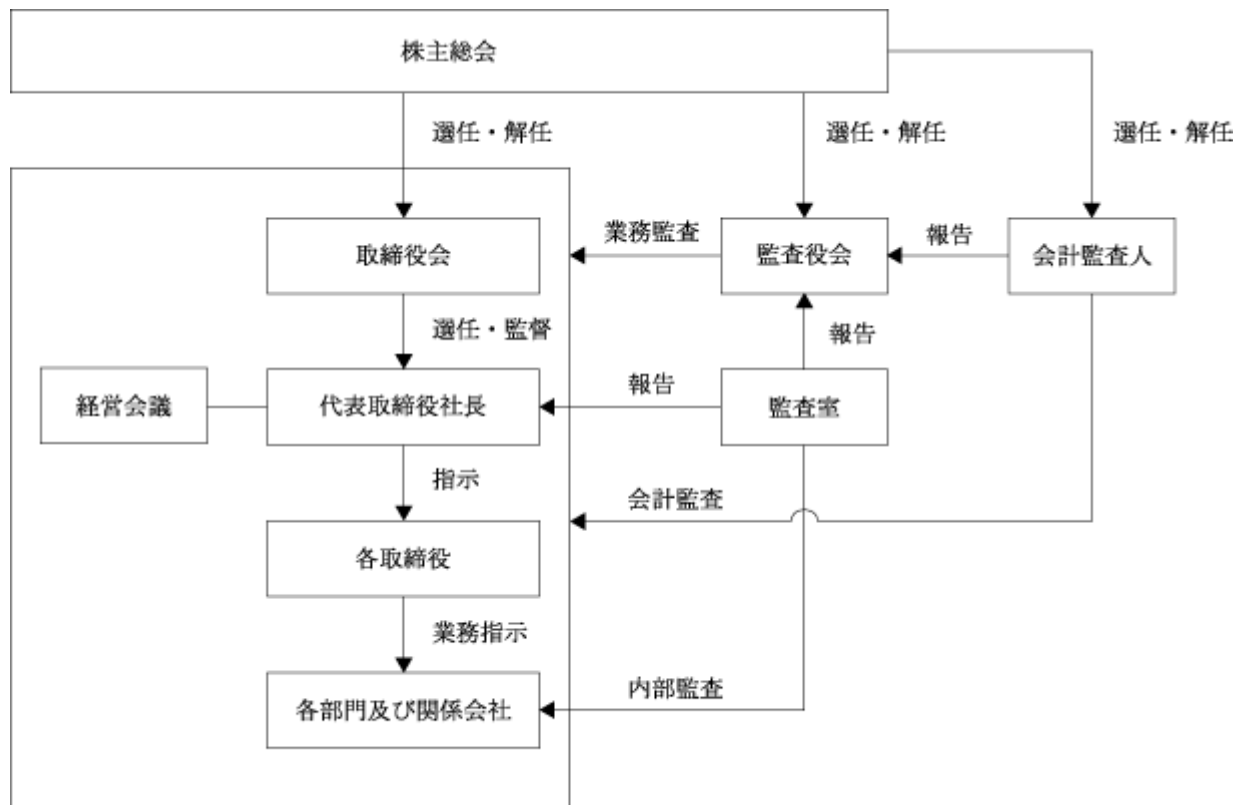 株主総会
選任・解任
選任・解任
選任・解任
取締役会
業務監査
監査役会
報告
会計監査人
選任・監督
報告
経営会議
代表取締役社長
報告
監査室
指示
会計監査
各取締役
業務指示
内部監査
各部門及び関係会社